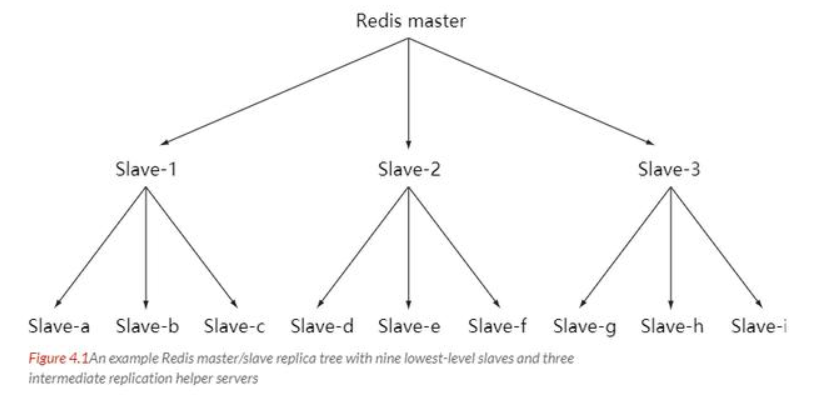 Redis master
Slave-1 Slave-2 Slave-3
Slave-a Slave-b Slave-c Slave-d Slave-e Slave-f Slave-g Slave-h Slave-i
Figure 4.1An example Redis master/slave replica tree with nine lowest-level slaves and three
intermediate replication helper servers